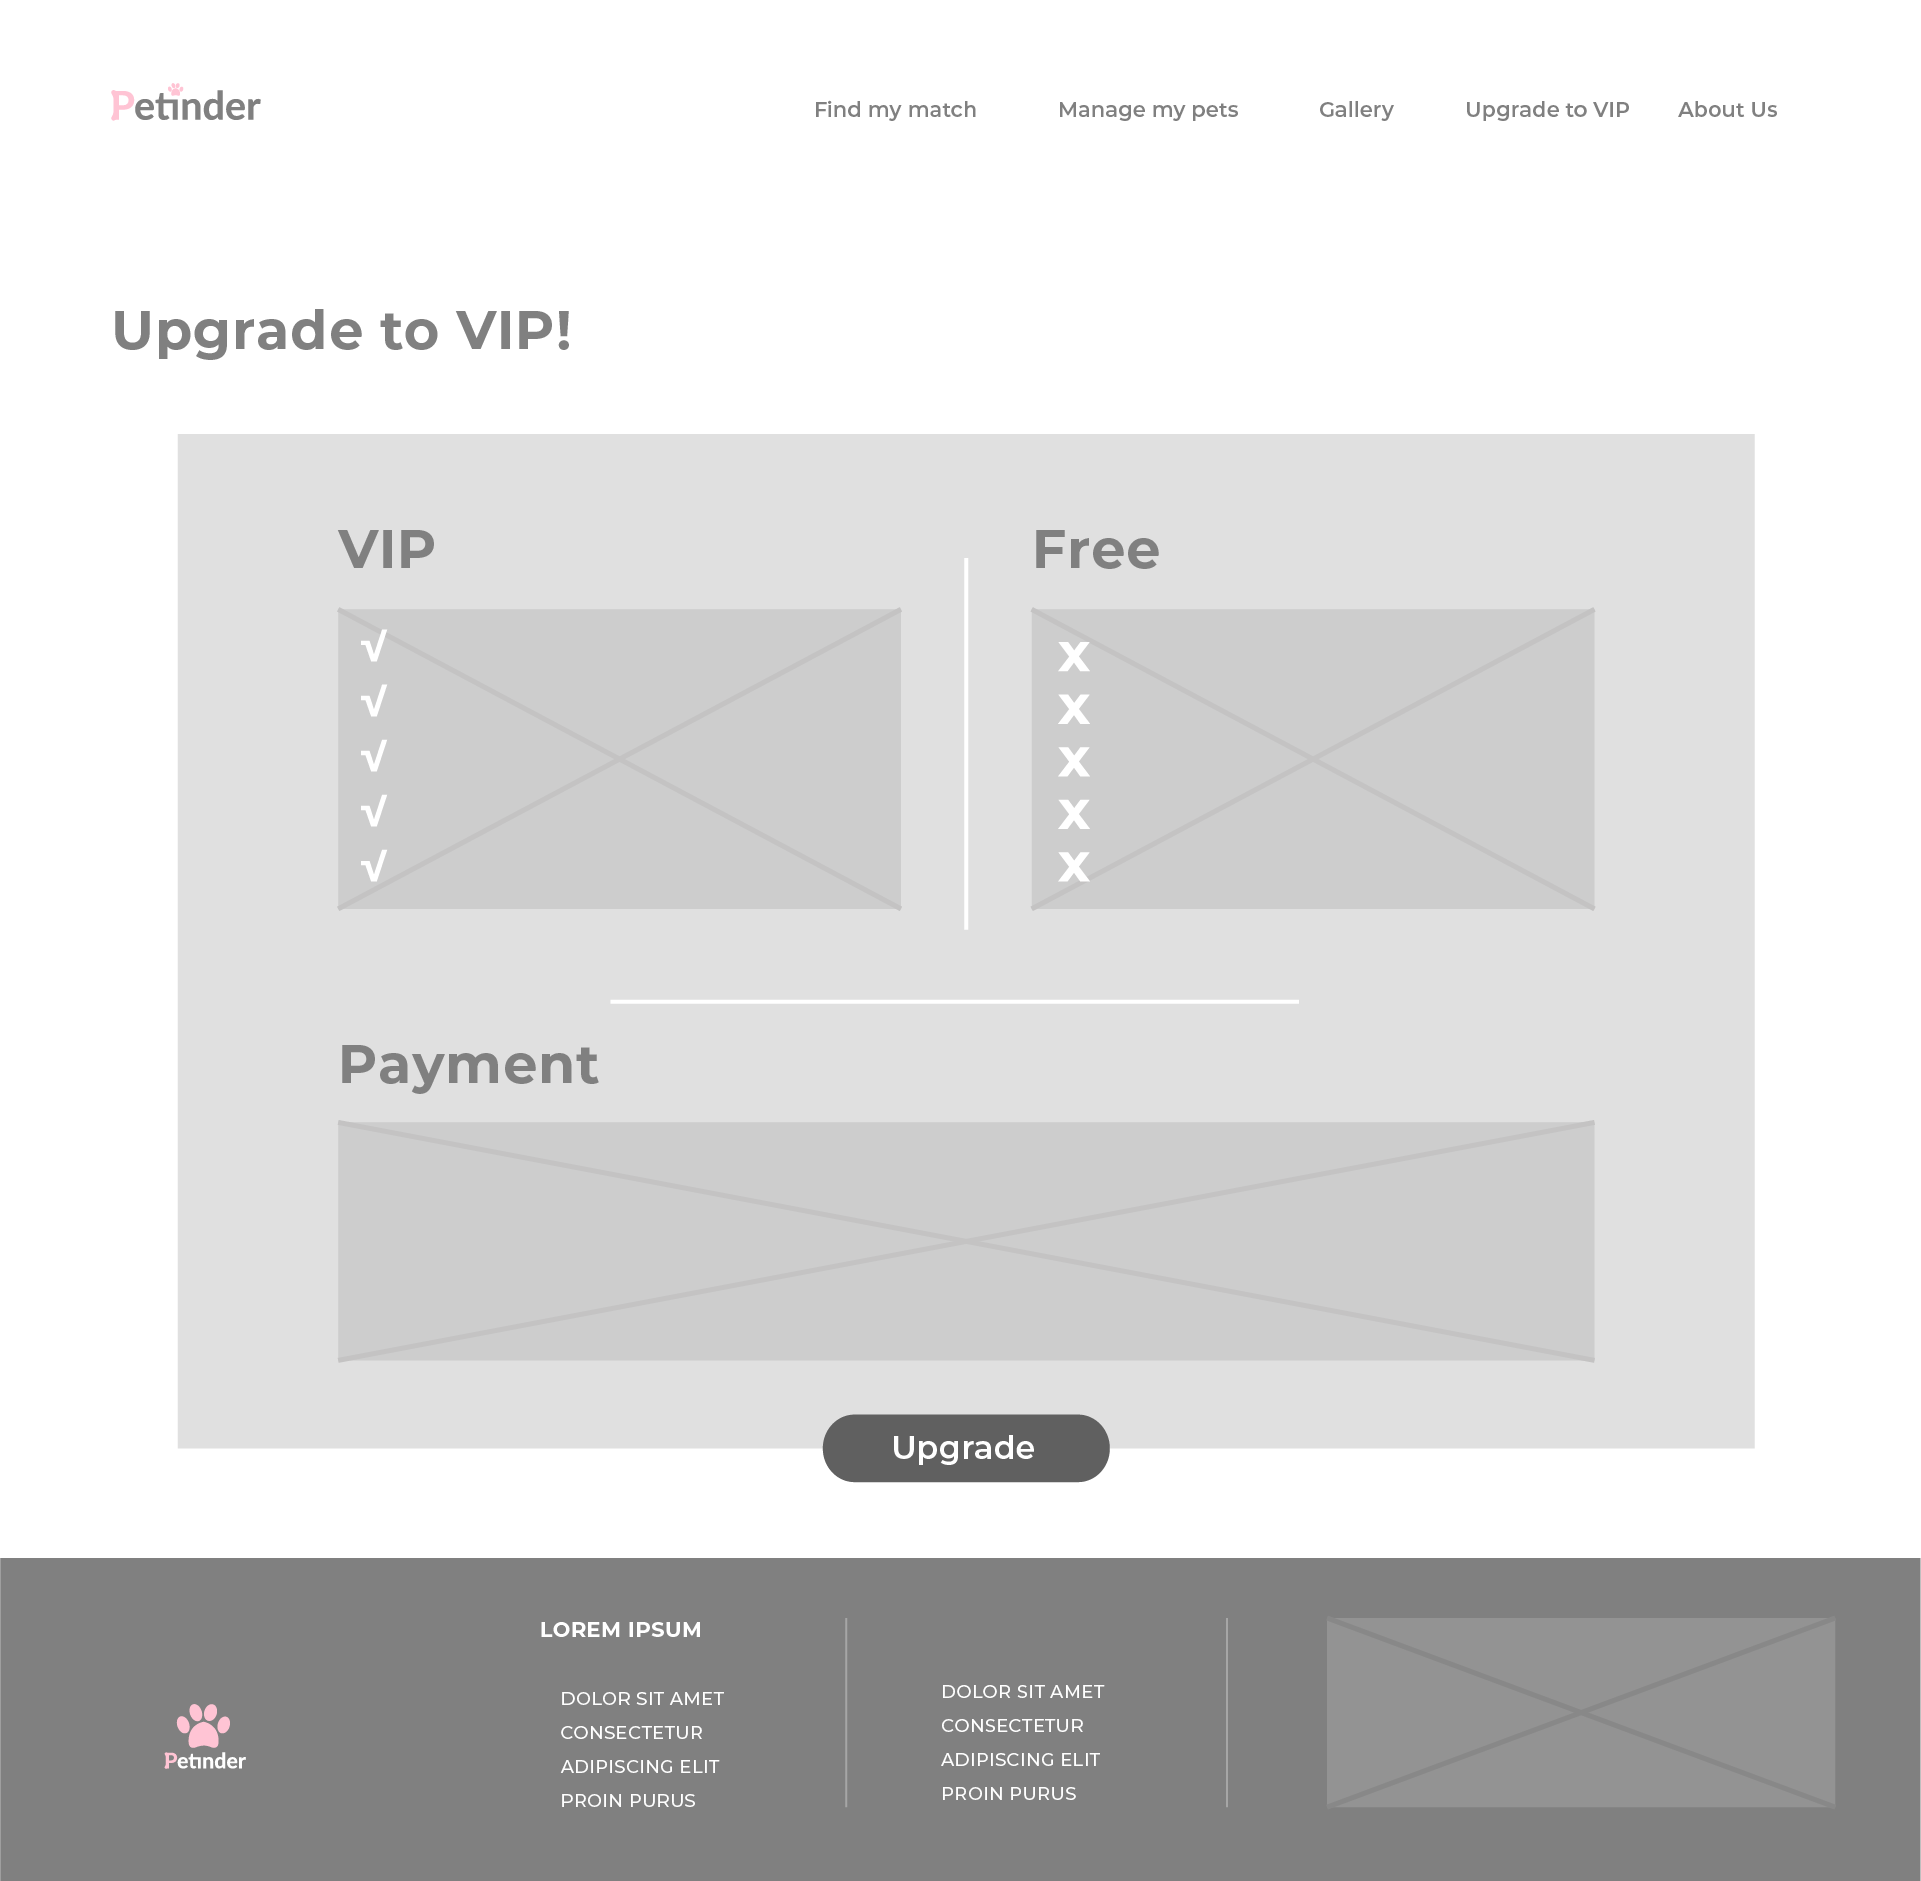 Petinder
Find my match Manage my pets Gallery Upgrade to VIP About Us
Upgrade to VIP!
VIP
√
√
√
√
√
Free
X
X
X
X
X
Payment
Upgrade
Petinder
LOREM IPSUM
DOLOR SIT AMET
CONSECTETUR
ADIPISCING ELIT
PROIN PURUS
DOLOR SIT AMET
CONSECTETUR
ADIPISCING ELIT
PROIN PURUS